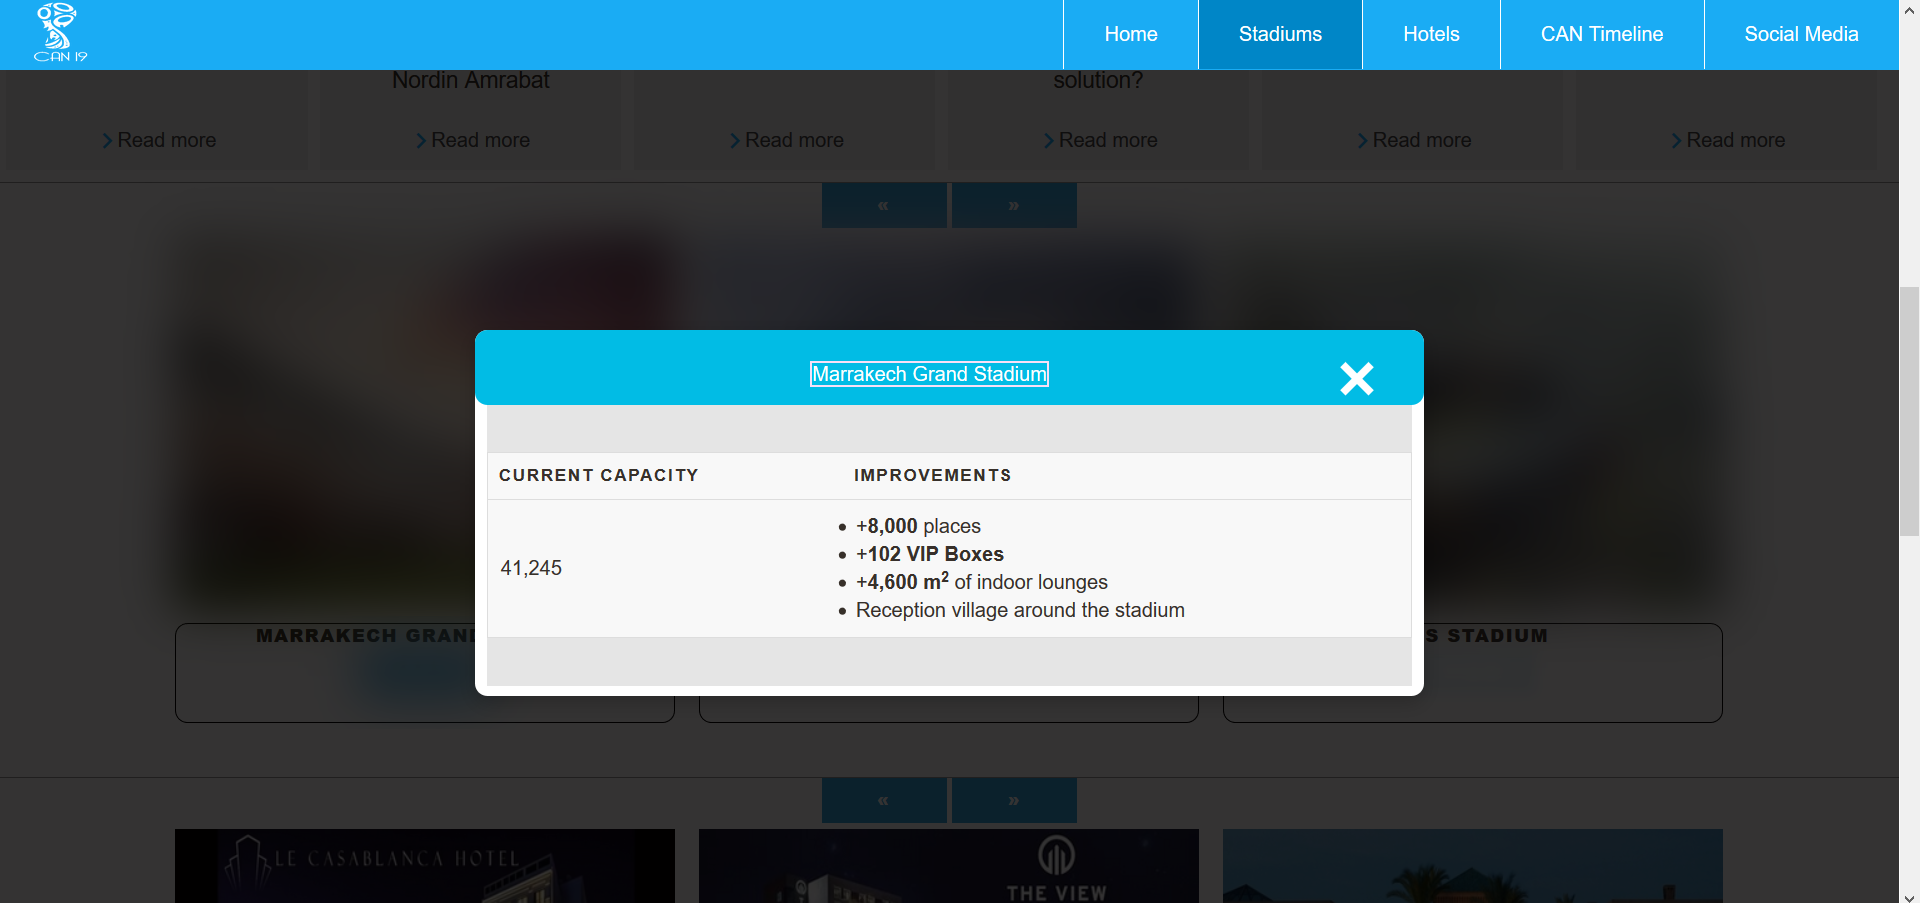 CAN 19
Home
Stadiums
Hotels
CAN Timeline
Social Media
Nordin Amrabat
solution?
Read more
Read more
Read more
Read more
Read more
Read more
«
»
Marrakech Grand Stadium
CURRENT CAPACITY
IMPROVEMENTS
41,245
+8,000 places
+102 VIP Boxes
+4,600 m² of indoor lounges
Reception village around the stadium
MARRAKECH GRAND
STADIUM
«
»
LE CASABLANCA HOTEL
THE VIEW